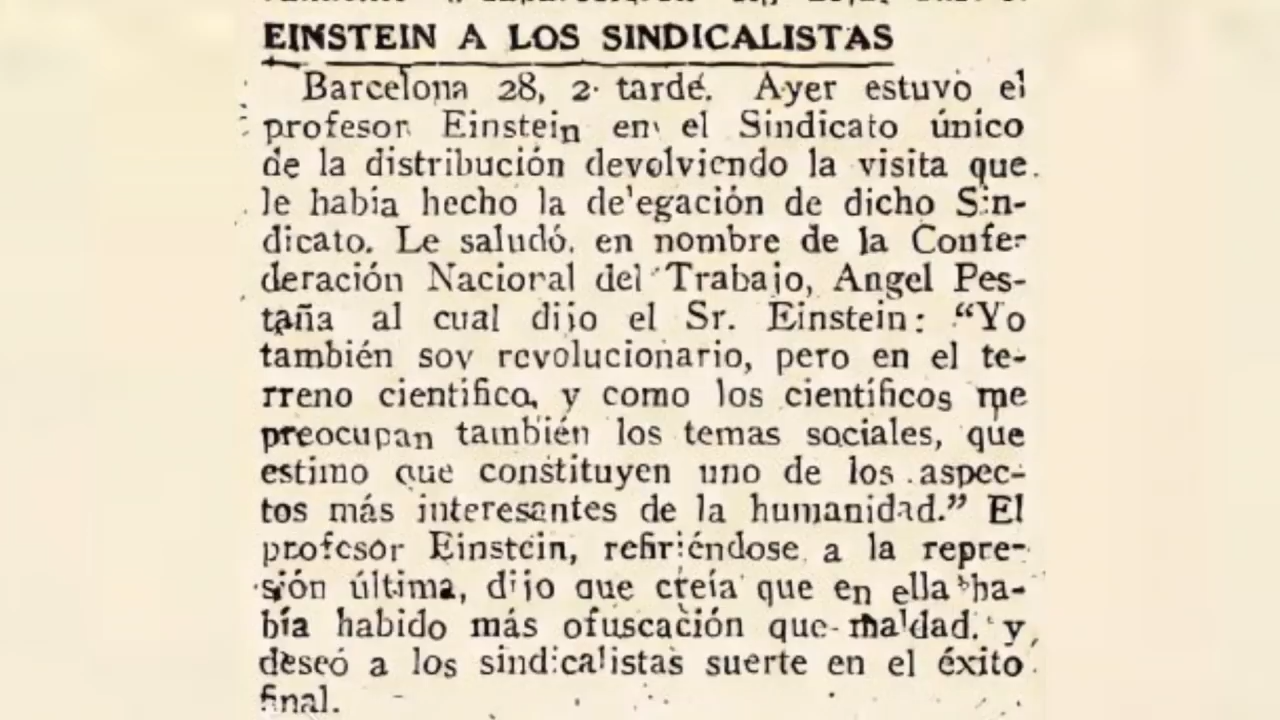 EINSTEIN A LOS SINDICALISTAS
Barcelona 28, 2 tarde. Ayer estuvo el
profesor Einstein en el Sindicato único
de la distribución devolviendo la visita que
le habia hecho la delegación de dicho Sin-
dicato. Le saludó, en nombre de la Confe-
deración Nacional del Trabajo, Angel Pes-
taña al cual dijo el Sr. Einstein: “Yo
también soy revolucionario, pero en el te-
rreno cientifico, y como los científicos me
preocupan también los temas sociales, que
estimo que constituyen uno de los aspec-
tos más interesantes de la humanidad.” El
profesor Einstein, refiriéndose a la repre-
sión última, dijo que creía que en ella ha-
bía habido más ofuscación que maldad. y
deseó a los sindicalistas suerte en el éxito
final.